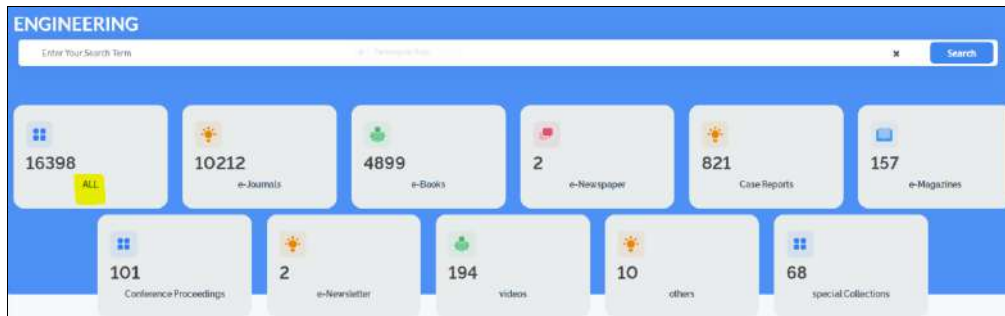 ENGINEERING
Enter Your Search Term
✖ Search
16398 10212 4899 2 821 157
ALL e-Journals e-Books e-Newspaper Case Reports e-Magazines
101 2 194 10 68
Conference Proceedings e-Newsletter videos others special Collections